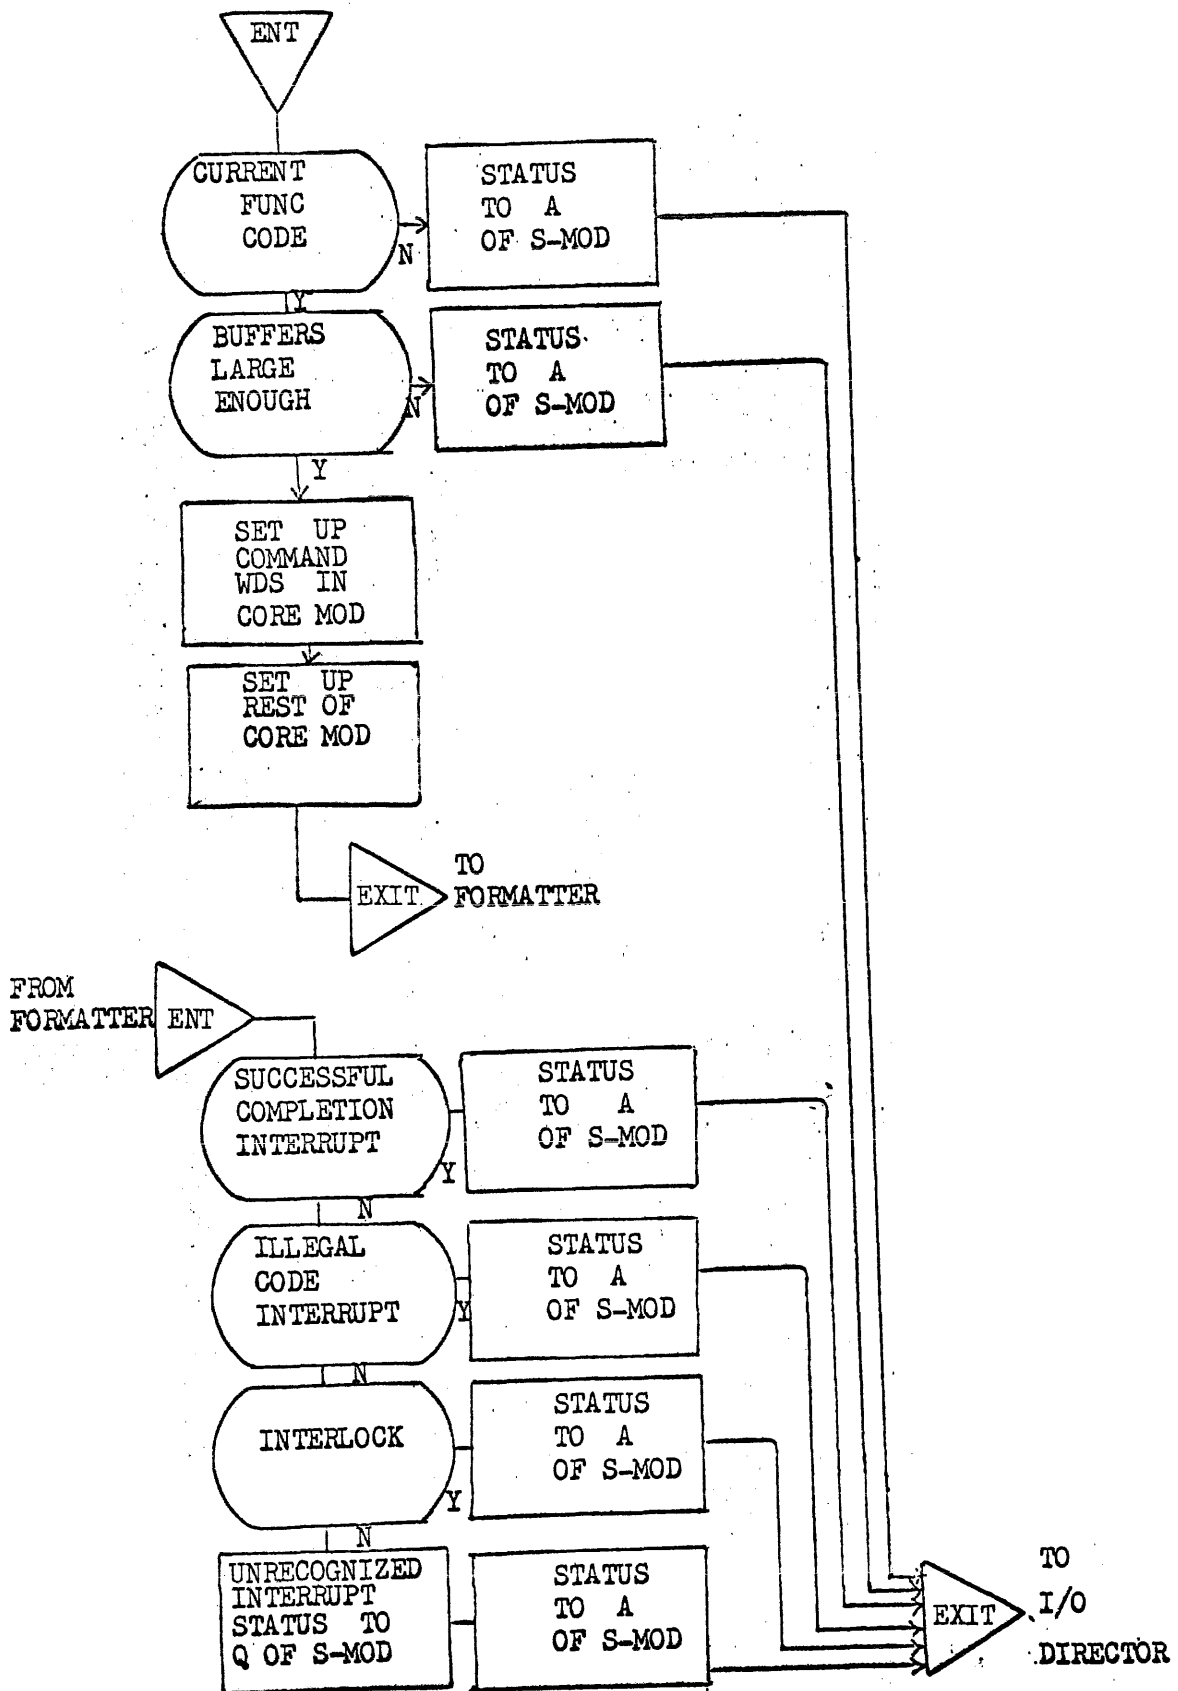 ENT
CURRENT
FUNC
CODE
N
STATUS
TO A
OF S-MOD
Y
BUFFERS
LARGE
ENOUGH
N
STATUS
TO A
OF S-MOD
Y
SET UP
COMMAND
WDS IN
CORE MOD
SET UP
REST OF
CORE MOD
EXIT
TO
FORMATTER
FROM
FORMATTER
ENT
SUCCESSFUL
COMPLETION
INTERRUPT
Y
STATUS
TO A
OF S-MOD
N
ILLEGAL
CODE
INTERRUPT
Y
STATUS
TO A
OF S-MOD
N
INTERLOCK
Y
STATUS
TO A
OF S-MOD
N
UNRECOGNIZED
INTERRUPT
STATUS TO
Q OF S-MOD
STATUS
TO A
OF S-MOD
EXIT
TO
I/O
DIRECTOR